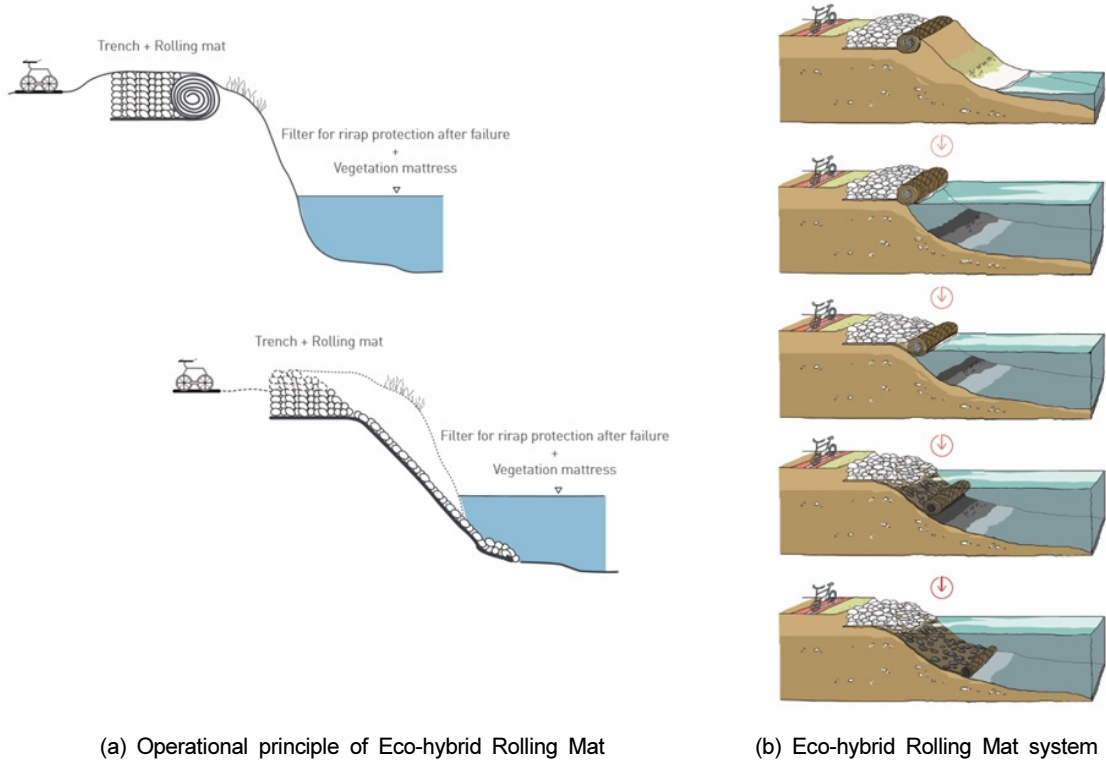 Trench + Rolling mat
Filter for rirap protection after failure
+
Vegetation mattress
Trench + Rolling mat
Filter for rirap protection after failure
+
Vegetation mattress
(a) Operational principle of Eco-hybrid Rolling Mat
(b) Eco-hybrid Rolling Mat system